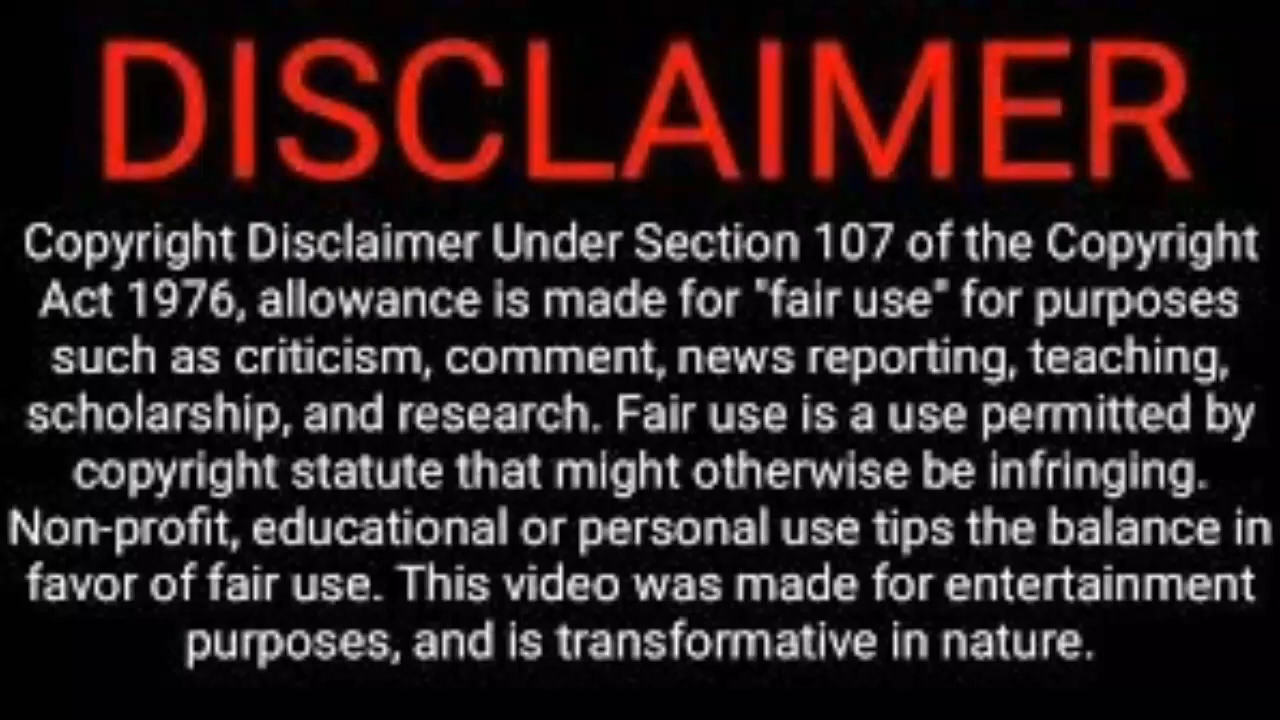 DISCLAIMER
Copyright Disclaimer Under Section 107 of the Copyright
Act 1976, allowance is made for "fair use" for purposes
such as criticism, comment, news reporting, teaching,
scholarship, and research. Fair use is a use permitted by
copyright statute that might otherwise be infringing.
Non-profit, educational or personal use tips the balance in
favor of fair use. This video was made for entertainment
purposes, and is transformative in nature.